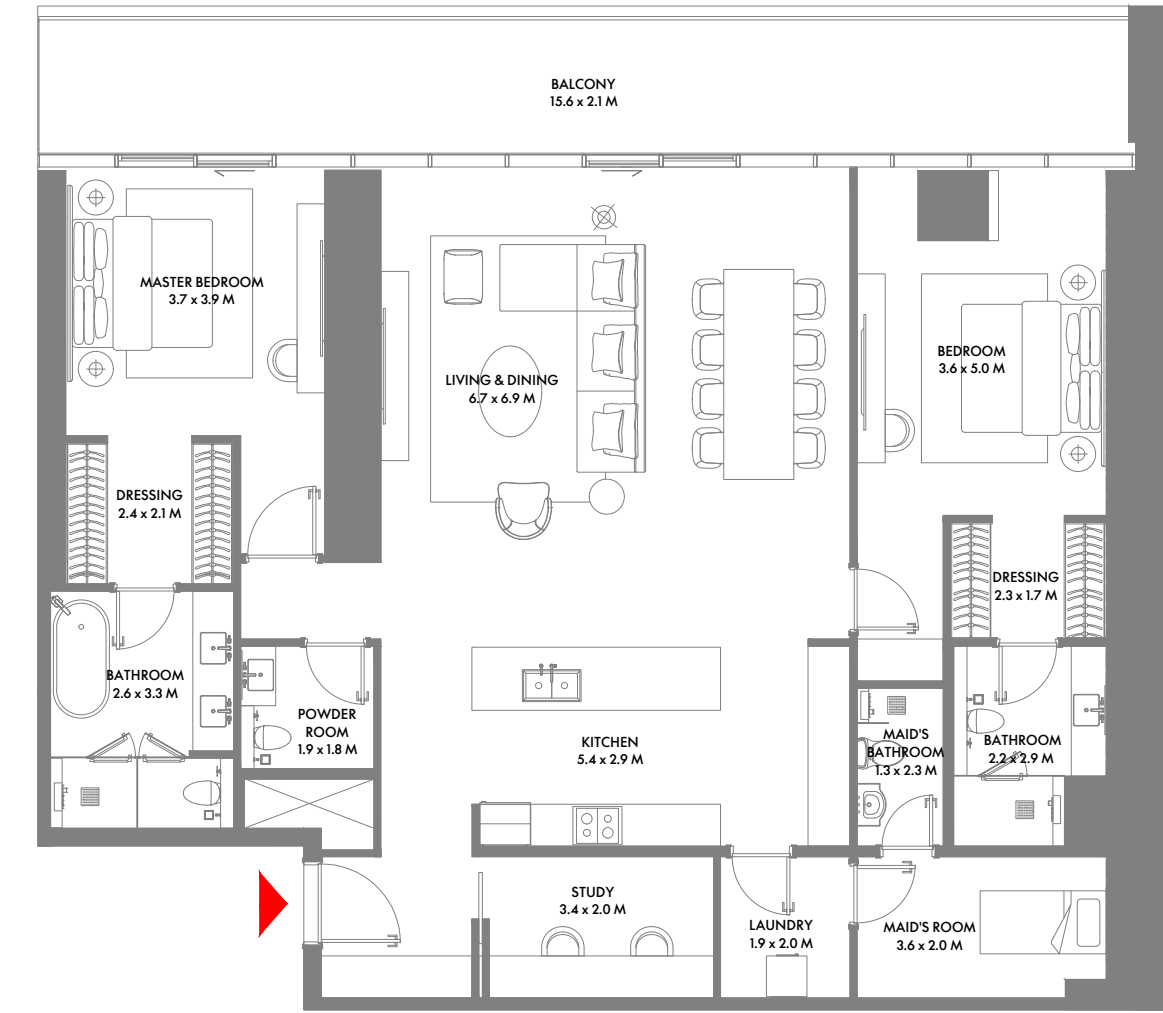 BALCONY
15.6 x 2.1 M
MASTER BEDROOM
3.7 x 3.9 M
LIVING & DINING
6.7 x 6.9 M
BEDROOM
3.6 x 5.0 M
DRESSING
2.4 x 2.1 M
DRESSING
2.3 x 1.7 M
BATHROOM
2.6 x 3.3 M
POWDER
ROOM
1.9 x 1.8 M
KITCHEN
5.4 x 2.9 M
MAID'S
BATHROOM
1.3 x 2.3 M
BATHROOM
2.2 x 2.9 M
STUDY
3.4 x 2.0 M
LAUNDRY
1.9 x 2.0 M
MAID'S ROOM
3.6 x 2.0 M